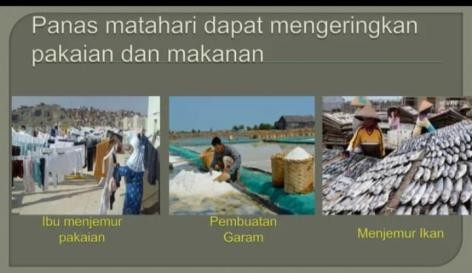 Panas matahari dapat mengeringkan
pakaian dan makanan
Ibu menjemur
pakaian
Pembuatan
Garam
Menjemur Ikan